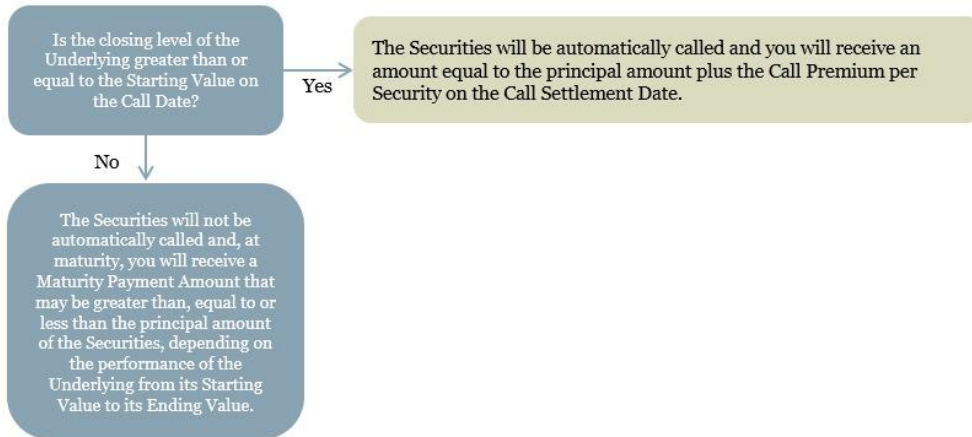 Is the closing level of the
Underlying greater than or
equal to the Starting Value on
the Call Date?
Yes
The Securities will be automatically called and you will receive an
amount equal to the principal amount plus the Call Premium per
Security on the Call Settlement Date.
No
The Securities will not be
automatically called and, at
maturity, you will receive a
Maturity Payment Amount that
may be greater than, equal to or
less than the principal amount
of the Securities, depending on
the performance of the
Underlying from its Starting
Value to its Ending Value.